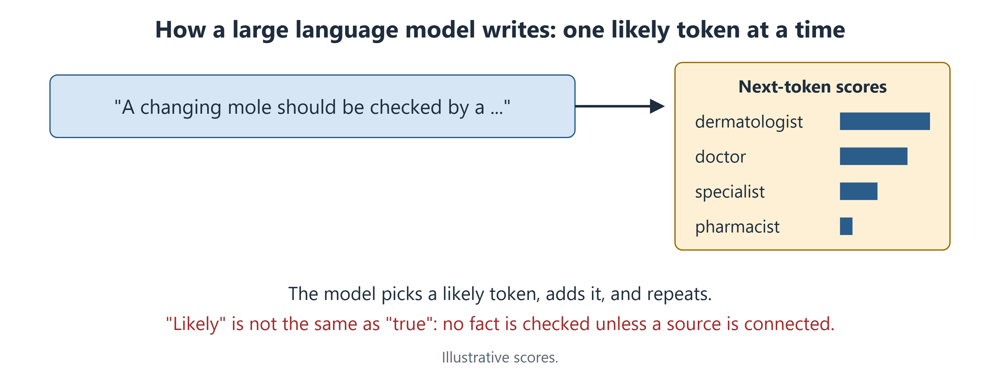 How a large language model writes: one likely token at a time
"A changing mole should be checked by a ..."
Next-token scores
dermatologist
doctor
specialist
pharmacist
The model picks a likely token, adds it, and repeats.
"Likely" is not the same as "true": no fact is checked unless a source is connected.
Illustrative scores.